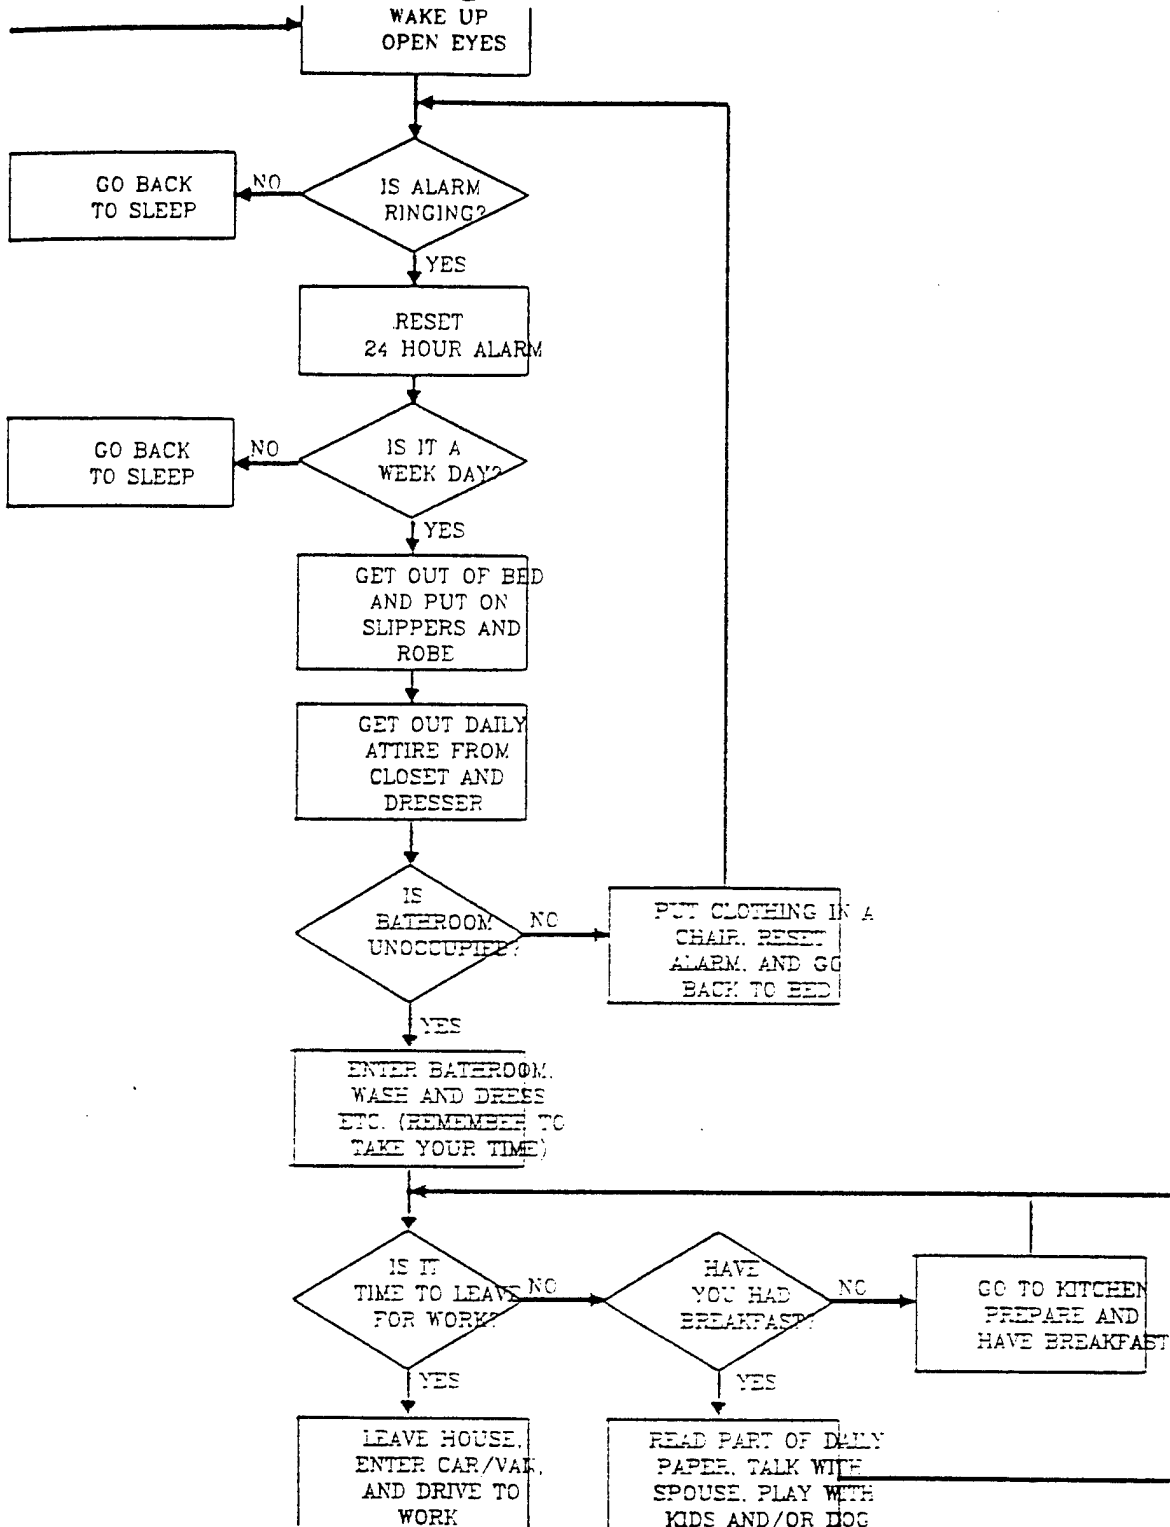 WAKE UP
OPEN EYES
IS ALARM
RINGING?
NO
GO BACK
TO SLEEP
YES
RESET
24 HOUR ALARM
IS IT A
WEEK DAY?
NO
GO BACK
TO SLEEP
YES
GET OUT OF BED
AND PUT ON
SLIPPERS AND
ROBE
GET OUT DAILY
ATTIRE FROM
CLOSET AND
DRESSER
IS
BATHROOM
UNOCCUPIED?
NO
PUT CLOTHING IN A
CHAIR, RESET
ALARM, AND GO
BACK TO BED
YES
ENTER BATHROOM,
WASH AND DRESS
ETC. (REMEMBER TO
TAKE YOUR TIME)
IS IT
TIME TO LEAVE
FOR WORK?
NO
HAVE
YOU HAD
BREAKFAST?
NO
GO TO KITCHEN
PREPARE AND
HAVE BREAKFAST
YES
YES
LEAVE HOUSE,
ENTER CAR/VAN,
AND DRIVE TO
WORK
READ PART OF DAILY
PAPER, TALK WITH
SPOUSE, PLAY WITH
KIDS AND/OR DOG